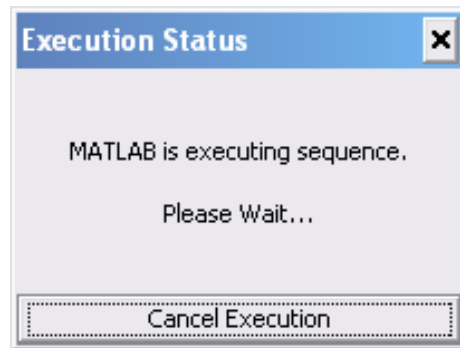 Execution Status
MATLAB is executing sequence.
Please Wait...
Cancel Execution